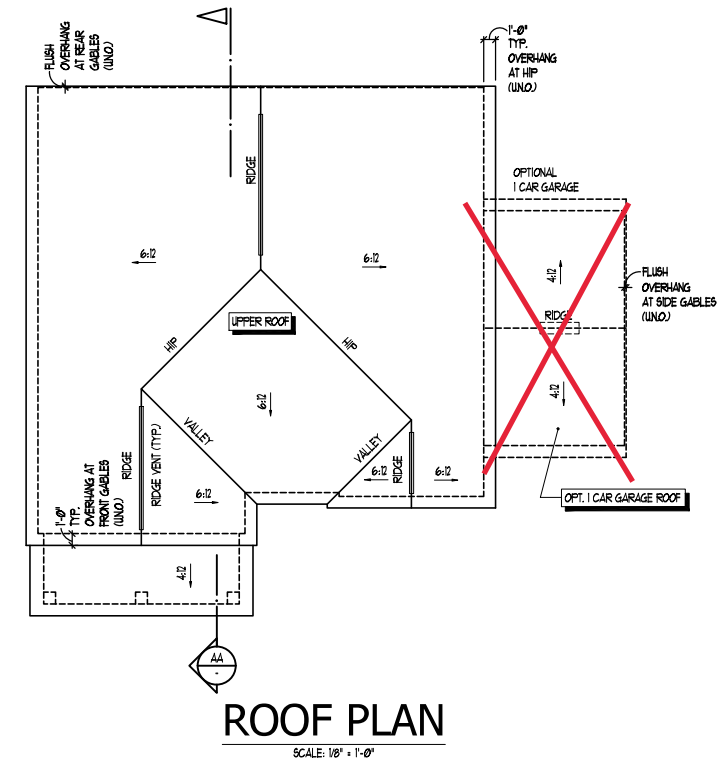 FLUSH
OVERHANG
AT REAR
GABLES
(U.N.O.)
1'-0"
TYP.
OVERHANG
AT HIP
(U.N.O.)
OPTIONAL
1 CAR GARAGE
RIDGE
6:12
6:12
4:12
FLUSH
OVERHANG
AT SIDE GABLES
(U.N.O.)
RIDGE
UPPER ROOF
HIP
HIP
4:12
6:12
VALLEY
VALLEY
RIDGE
RIDGE VENT (TYP.)
6:12
6:12
RIDGE
6:12
1'-0"
TYP.
OVERHANG AT
FRONT GABLES
(U.N.O.)
OPT. 1 CAR GARAGE ROOF
4:12
AA
-
ROOF PLAN
SCALE: 1/8" = 1'-0"